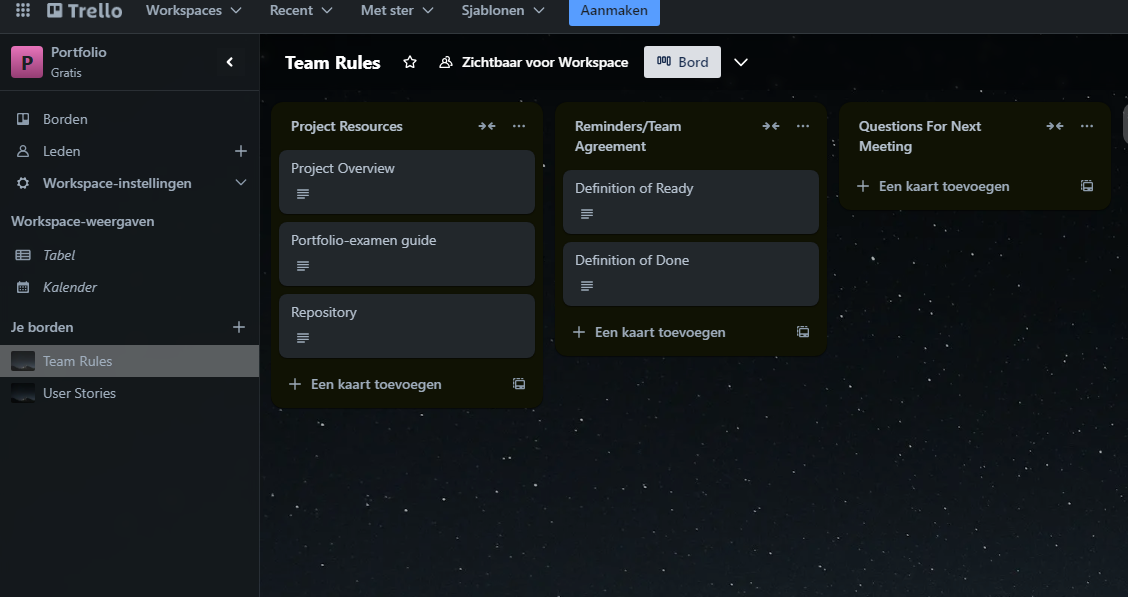 Trello
Workspaces
Recent
Met ster
Sjablonen
Aanmaken
P
Portfolio
Gratis
Borden
Leden
Workspace-instellingen
Workspace-weergaven
Tabel
Kalender
Je borden
Team Rules
User Stories
Team Rules
Zichtbaar voor Workspace
Bord
Project Resources
Project Overview
Portfolio-examen guide
Repository
Een kaart toevoegen
Reminders/Team
Agreement
Definition of Ready
Definition of Done
Een kaart toevoegen
Questions For Next
Meeting
Een kaart toevoegen